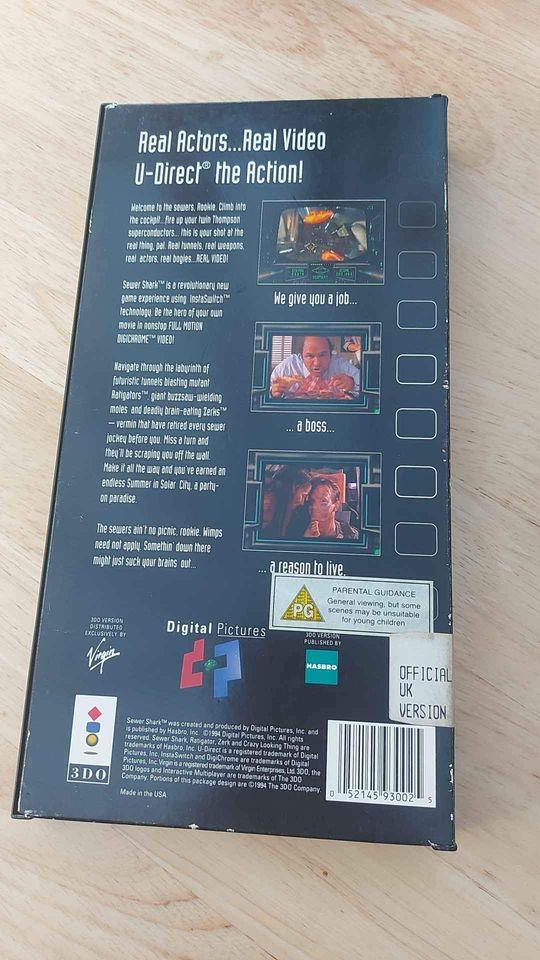 Real Actors...Real Video
U-Direct® the Action!
Welcome to the sewers, Rookie. Climb into
the cockpit...fire up your twin Thompson
superconductors... this is your shot at the
real thing, pal. Real tunnels, real weapons,
real actors, real bogies...REAL VIDEO!
Sewer Shark™ is a revolutionary new
game experience using InstaSwitch™
technology. Be the hero of your own
movie in nonstop FULL MOTION
DIGICHROME™ VIDEO!
Navigate through the labyrinth of
futuristic tunnels blasting mutant
Ratigators™, giant buzzsaw-wielding
moles and deadly brain-eating Zerks™
— vermin that have retired every sewer
jockey before you. Miss a turn and
they'll be scraping you off the wall.
Make it all the way and you've earned an
endless Summer in Solar City, a party-
on paradise.
The sewers ain't no picnic, rookie. Wimps
need not apply. Somethin' down there
might just suck your brains out...
We give you a job...
... a boss...
... a reason to live.
PG
PARENTAL GUIDANCE
General viewing, but some
scenes may be unsuitable
for young children
3DO VERSION
DISTRIBUTED
EXCLUSIVELY BY
Virgin
Digital Pictures
3DO VERSION
PUBLISHED BY
HASBRO
OFFICIAL
UK
VERSION
3DO
Sewer Shark™ was created and produced by Digital Pictures, Inc. and
is published by Hasbro, Inc. ©1994 Digital Pictures, Inc. All rights
reserved. Sewer Shark, Ratigator, Zerk and Crazy Looking Thing are
trademarks of Hasbro, Inc. U-Direct is a registered trademark of Digital
Pictures, Inc. InstaSwitch and DigiChrome are trademarks of Digital
Pictures, Inc. Virgin is a registered trademark of Virgin Enterprises, Ltd. 3DO, the
3DO logos and Interactive Multiplayer are trademarks of The 3DO
Company. Portions of this package design are ©1994 The 3DO Company.
Made in the USA.
0 52145 93002 5